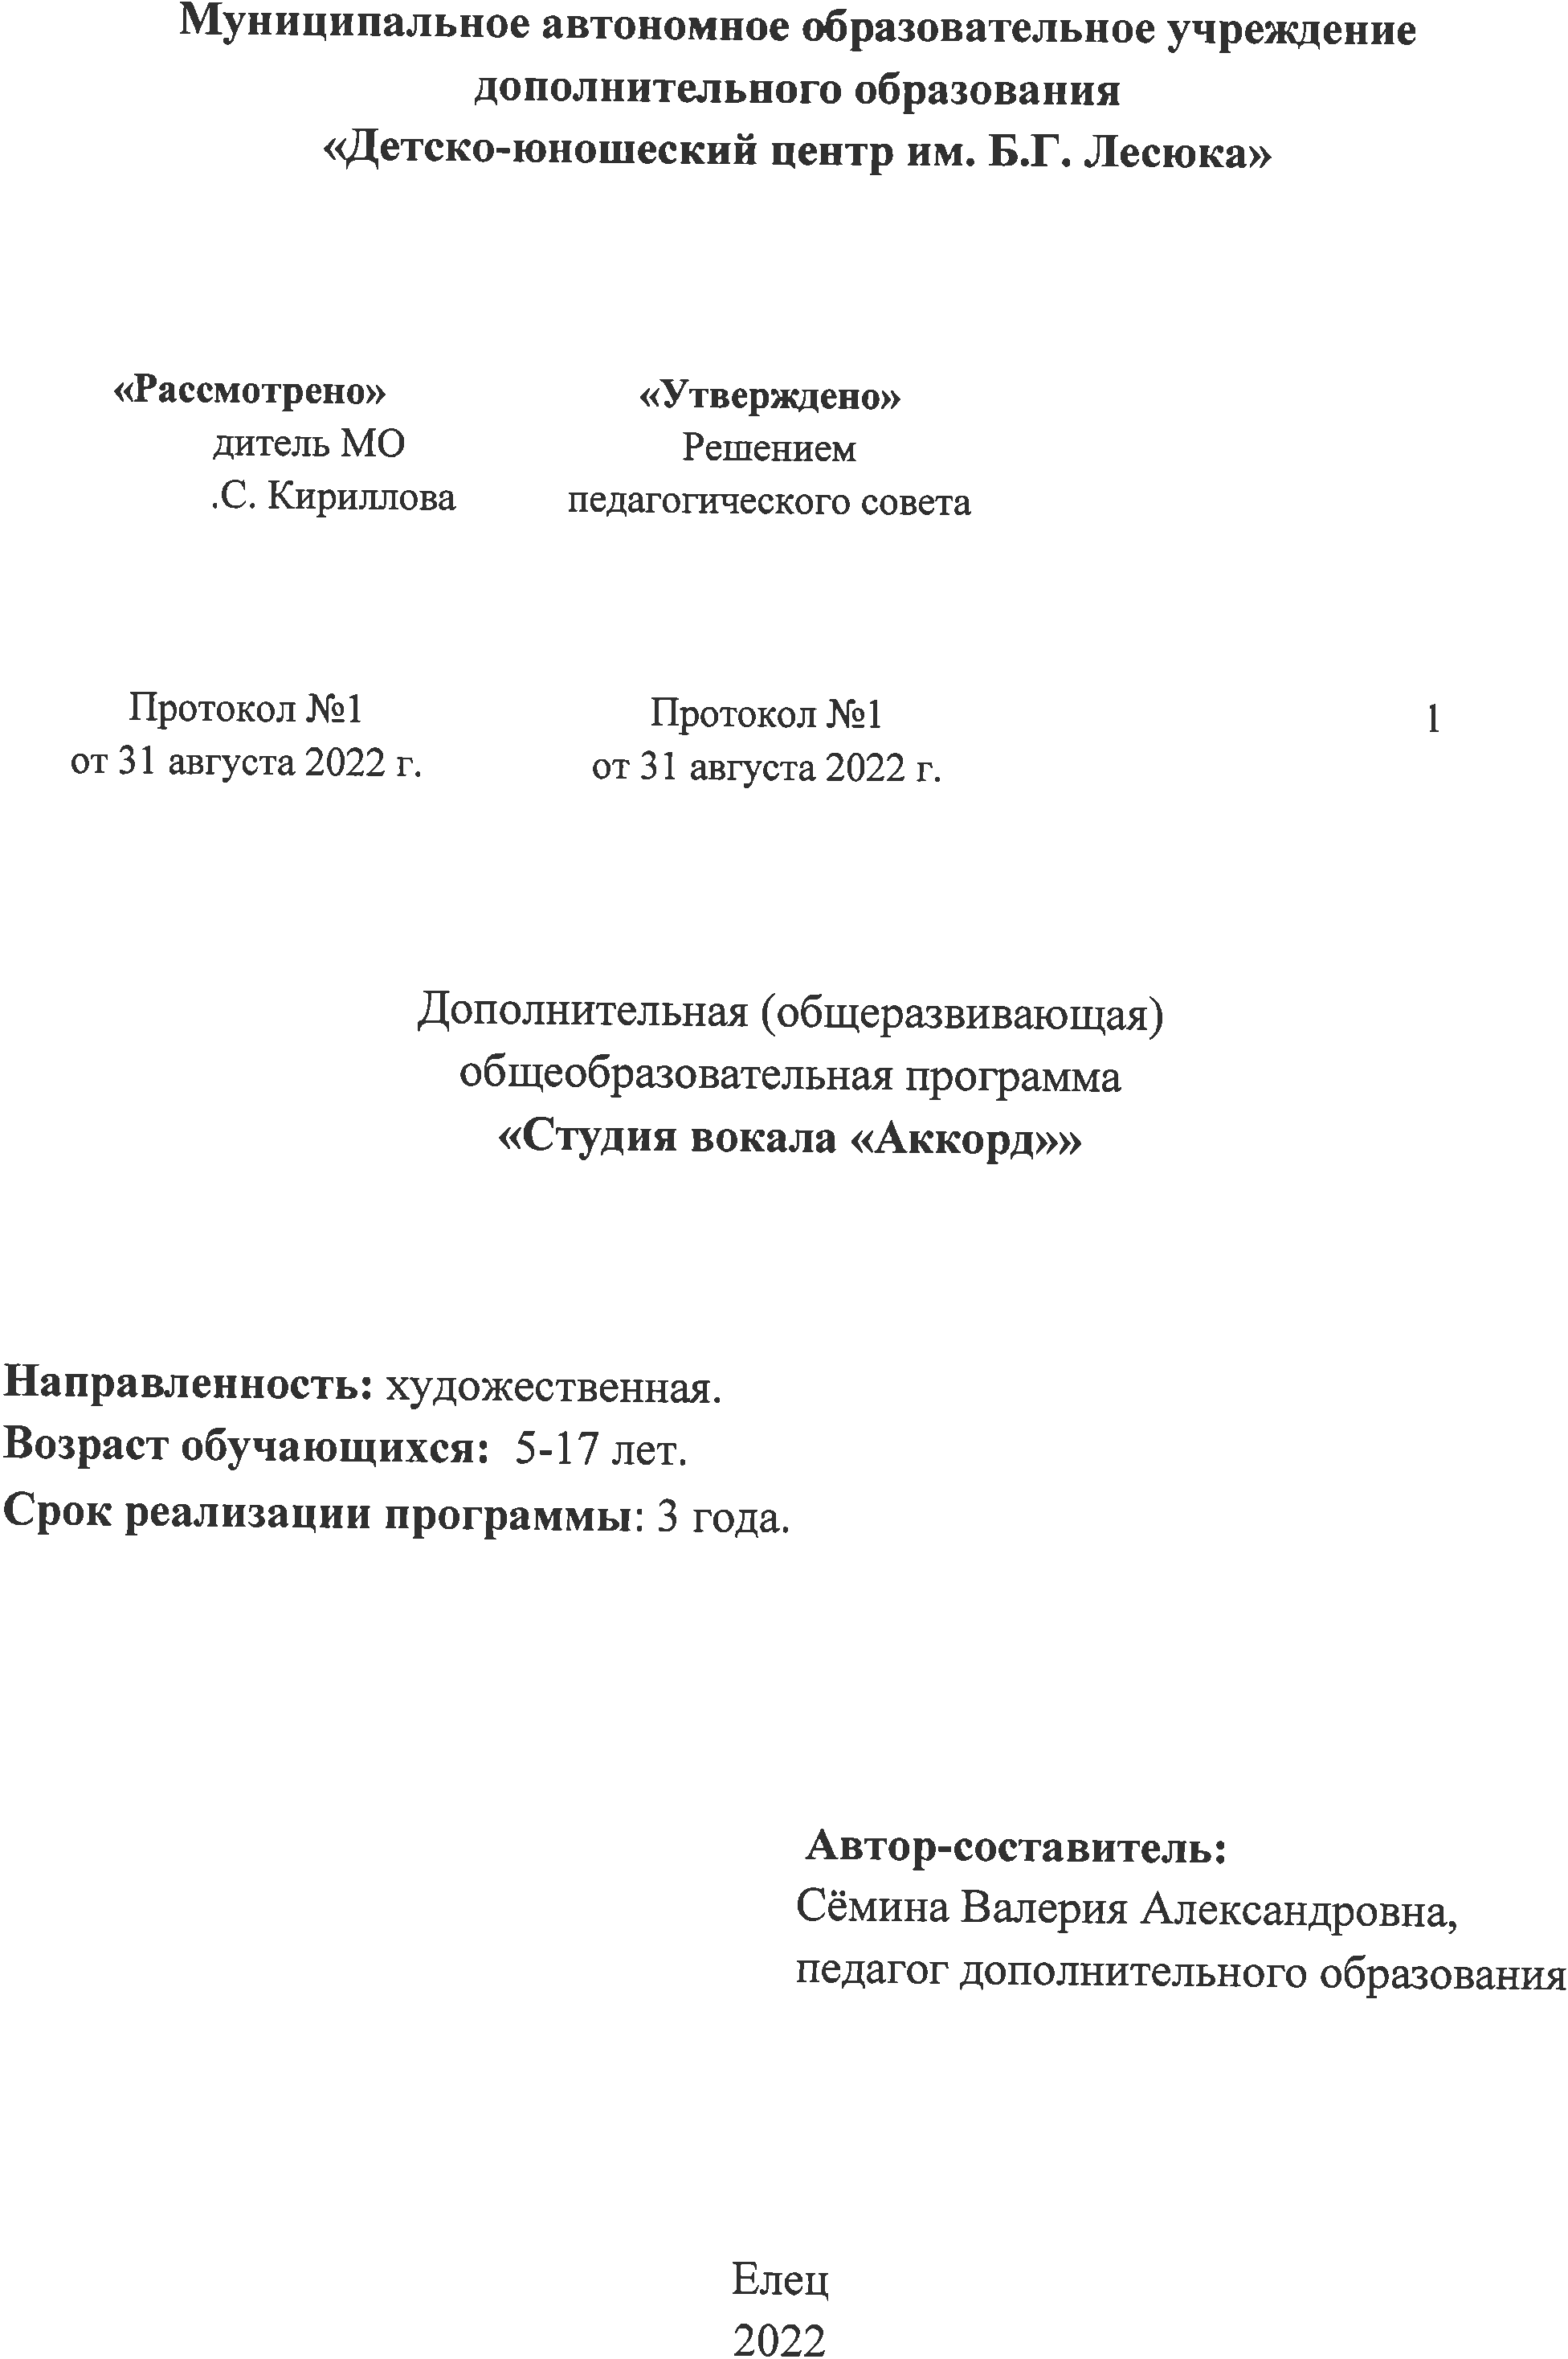 Муниципальное автономное образовательное учреждение
дополнительного образования
«Детско-юношеский центр им. Б.Г. Лесюка»
«Рассмотрено»
дитель МО
.С. Кириллова
«Утверждено»
Решением
педагогического совета
Протокол №1
от 31 августа 2022 г.
Протокол №1
от 31 августа 2022 г.
1
Дополнительная (общеразвивающая)
общеобразовательная программа
«Студия вокала «Аккорд»»
Направленность: художественная.
Возраст обучающихся: 5-17 лет.
Срок реализации программы: 3 года.
Автор-составитель:
Сёмина Валерия Александровна,
педагог дополнительного образования
Елец
2022